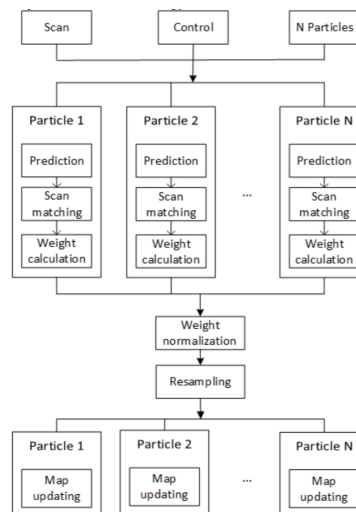 Scan
Control
N Particles
Particle 1
Particle 2
Particle N
Prediction
Prediction
Prediction
Scan
matching
Scan
matching
...
Scan
matching
Weight
calculation
Weight
calculation
Weight
calculation
Weight
normalization
Resampling
Particle 1
Particle 2
Particle N
Map
updating
Map
updating
...
Map
updating